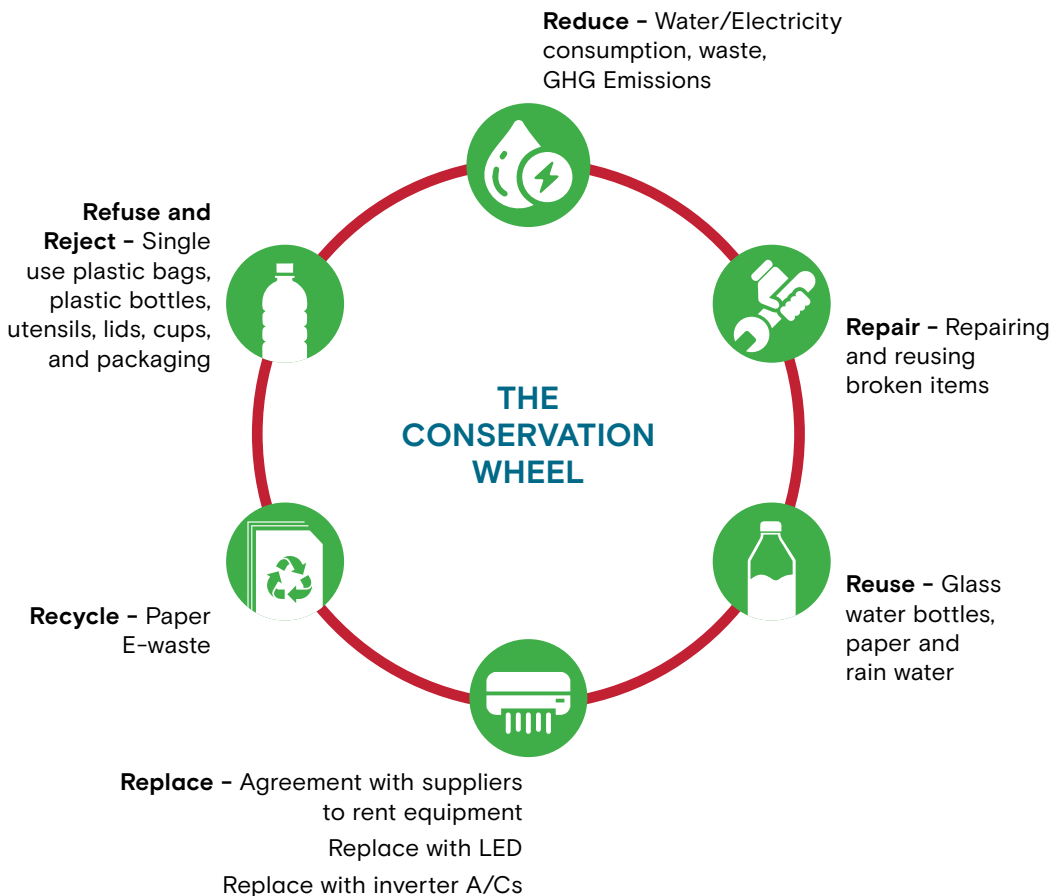 Reduce - Water/Electricity
consumption, waste,
GHG Emissions
Refuse and
Reject - Single
use plastic bags,
plastic bottles,
utensils, lids, cups,
and packaging
Repair - Repairing
and reusing
broken items
THE
CONSERVATION
WHEEL
Reuse - Glass
water bottles,
paper and
rain water
Recycle - Paper
E-waste
Replace - Agreement with suppliers
to rent equipment
Replace with LED
Replace with inverter A/Cs